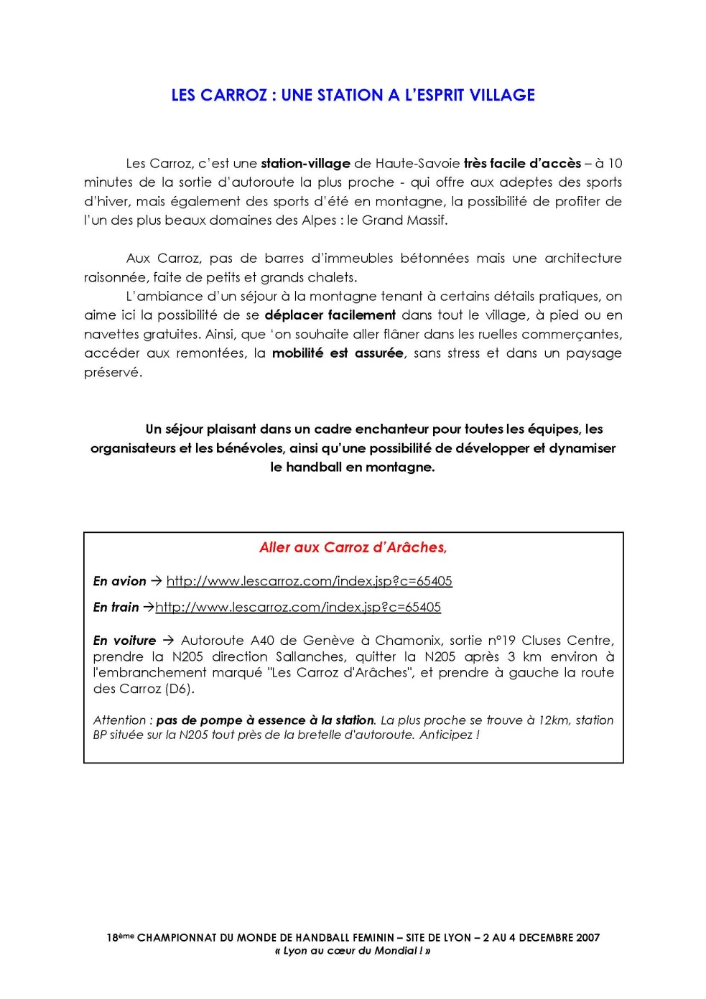 LES CARROZ : UNE STATION A L’ESPRIT VILLAGE
Les Carroz, c’est une station-village de Haute-Savoie très facile d’accès – à 10
minutes de la sortie d’autoroute la plus proche - qui offre aux adeptes des sports
d’hiver, mais également des sports d’été en montagne, la possibilité de profiter de
l’un des plus beaux domaines des Alpes : le Grand Massif.
Aux Carroz, pas de barres d’immeubles bétonnées mais une architecture
raisonnée, faite de petits et grands chalets.
L’ambiance d’un séjour à la montagne tenant à certains détails pratiques, on
aime ici la possibilité de se déplacer facilement dans tout le village, à pied ou en
navettes gratuites. Ainsi, que ‘on souhaite aller flâner dans les ruelles commerçantes,
accéder aux remontées, la mobilité est assurée, sans stress et dans un paysage
préservé.
Un séjour plaisant dans un cadre enchanteur pour toutes les équipes, les
organisateurs et les bénévoles, ainsi qu’une possibilité de développer et dynamiser
le handball en montagne.
Aller aux Carroz d’Arâches,
En avion → http://www.lescarroz.com/index.jsp?c=65405
En train →http://www.lescarroz.com/index.jsp?c=65405
En voiture → Autoroute A40 de Genève à Chamonix, sortie n°19 Cluses Centre,
prendre la N205 direction Sallanches, quitter la N205 après 3 km environ à
l'embranchement marqué "Les Carroz d'Arâches", et prendre à gauche la route
des Carroz (D6).
Attention : pas de pompe à essence à la station. La plus proche se trouve à 12km, station
BP située sur la N205 tout près de la bretelle d'autoroute. Anticipez !
18ème CHAMPIONNAT DU MONDE DE HANDBALL FEMININ – SITE DE LYON – 2 AU 4 DECEMBRE 2007
« Lyon au cœur du Mondial ! »